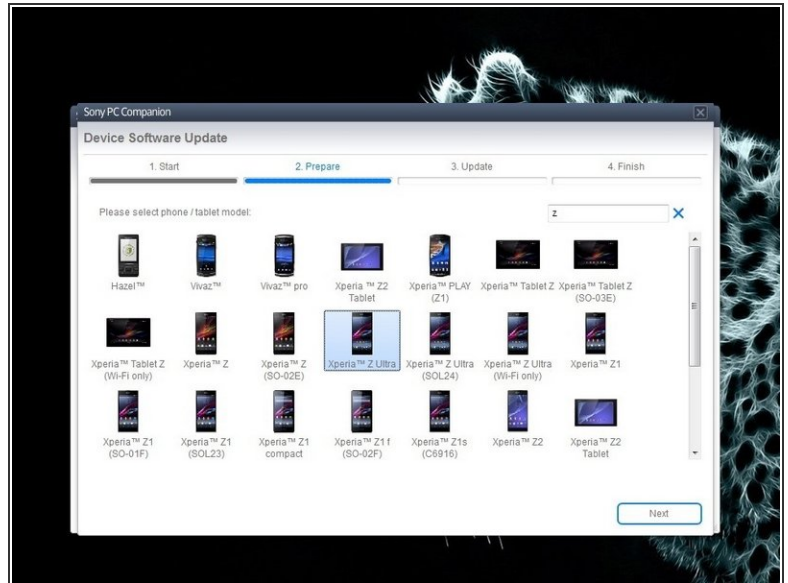 Sony PC Companion
Device Software Update
1. Start 2. Prepare 3. Update 4. Finish
Please select phone / tablet model:
z
Hazel™ Vivaz™ Vivaz™ pro Xperia ™ Z2 Xperia™ PLAY Xperia™ Tablet Z Xperia™ Tablet Z
Tablet (Z1) (SO-03E)
Xperia™ Tablet Z Xperia™ Z Xperia™ Z Xperia™ Z Ultra Xperia™ Z Ultra Xperia™ Z Ultra Xperia™ Z1
(Wi-Fi only) (SO-02E) (SOL24) (Wi-Fi only)
Xperia™ Z1 Xperia™ Z1 Xperia™ Z1 Xperia™ Z1 f Xperia™ Z1s Xperia™ Z2 Xperia™ Z2
(SO-01F) (SOL23) compact (SO-02F) (C6916) Tablet
Next